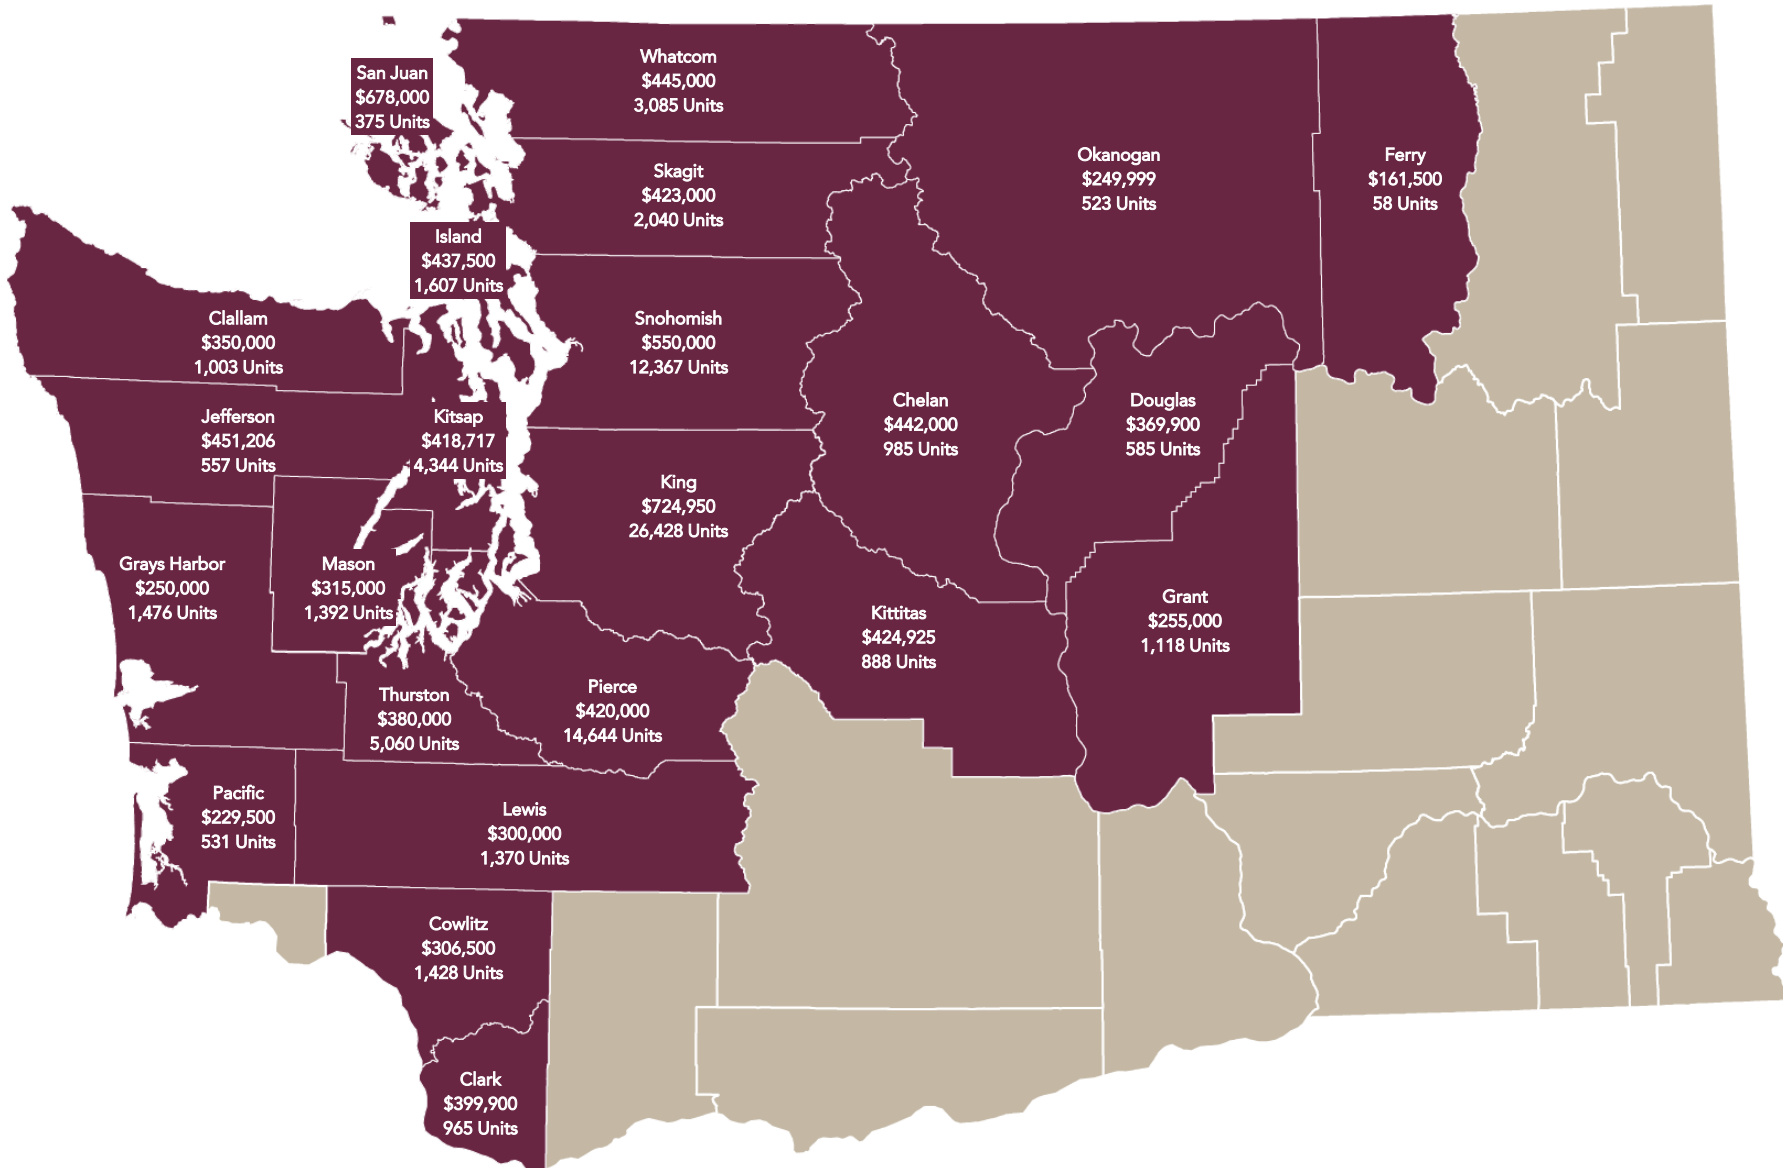 San Juan
$678,000
375 Units
Whatcom
$445,000
3,085 Units
Skagit
$423,000
2,040 Units
Okanogan
$249,999
523 Units
Ferry
$161,500
58 Units
Island
$437,500
1,607 Units
Clallam
$350,000
1,003 Units
Snohomish
$550,000
12,367 Units
Chelan
$442,000
985 Units
Douglas
$369,900
585 Units
Jefferson
$451,206
557 Units
Kitsap
$418,717
4,344 Units
King
$724,950
26,428 Units
Grays Harbor
$250,000
1,476 Units
Mason
$315,000
1,392 Units
Kittitas
$424,925
888 Units
Grant
$255,000
1,118 Units
Thurston
$380,000
5,060 Units
Pierce
$420,000
14,644 Units
Pacific
$229,500
531 Units
Lewis
$300,000
1,370 Units
Cowlitz
$306,500
1,428 Units
Clark
$399,900
965 Units